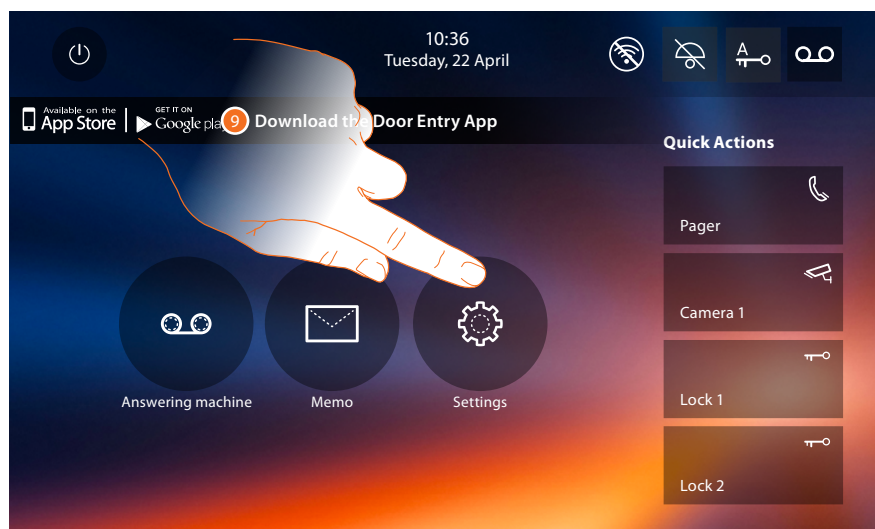 10:36
Tuesday, 22 April
A
Available on the
App Store
GET IT ON
Google pla
9 Download the Door Entry App
Quick Actions
Pager
Camera 1
Lock 1
Lock 2
Answering machine
Memo
Settings